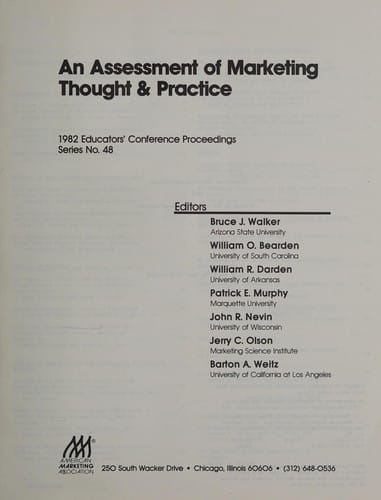 An Assessment of Marketing
Thought & Practice
1982 Educators' Conference Proceedings
Series No. 48
Editors
Bruce J. Walker
Arizona State University
William O. Bearden
University of South Carolina
William R. Darden
University of Arkansas
Patrick E. Murphy
Marquette University
John R. Nevin
University of Wisconsin
Jerry C. Olson
Marketing Science Institute
Barton A. Weitz
University of California at Los Angeles
®
AMERICAN
MARKETING
ASSOCIATION
250 South Wacker Drive • Chicago, Illinois 60606 • (312) 648-0536